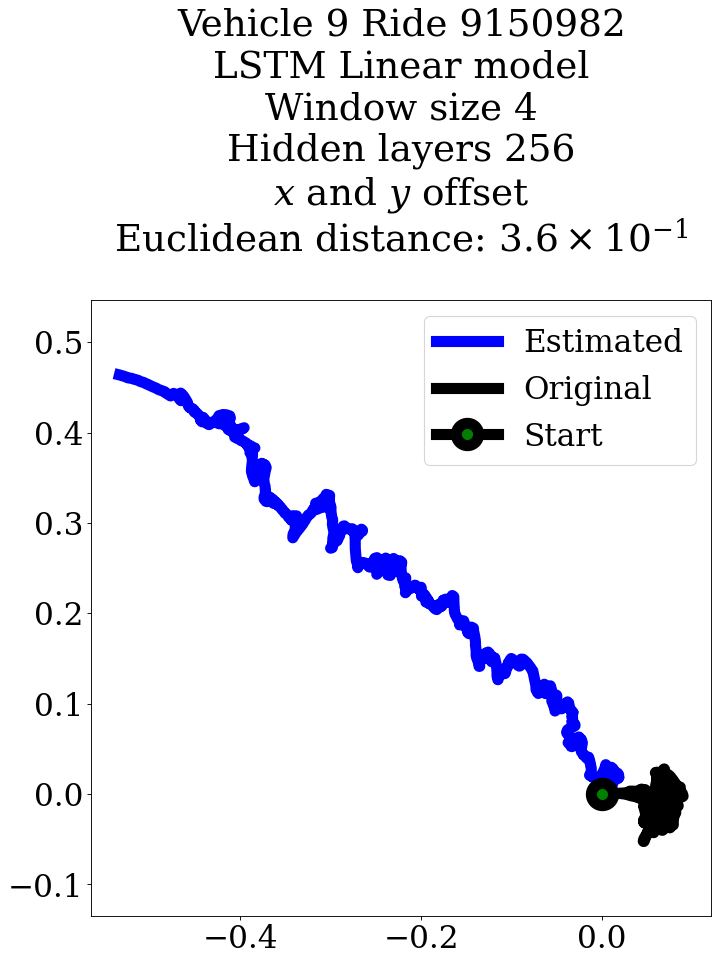 Vehicle 9 Ride 9150982
LSTM Linear model
Window size 4
Hidden layers 256
x and y offset
Euclidean distance: 3.6 × 10⁻¹
Estimated
Original
Start
0.5
0.4
0.3
0.2
0.1
0.0
−0.1
−0.4
−0.2
0.0